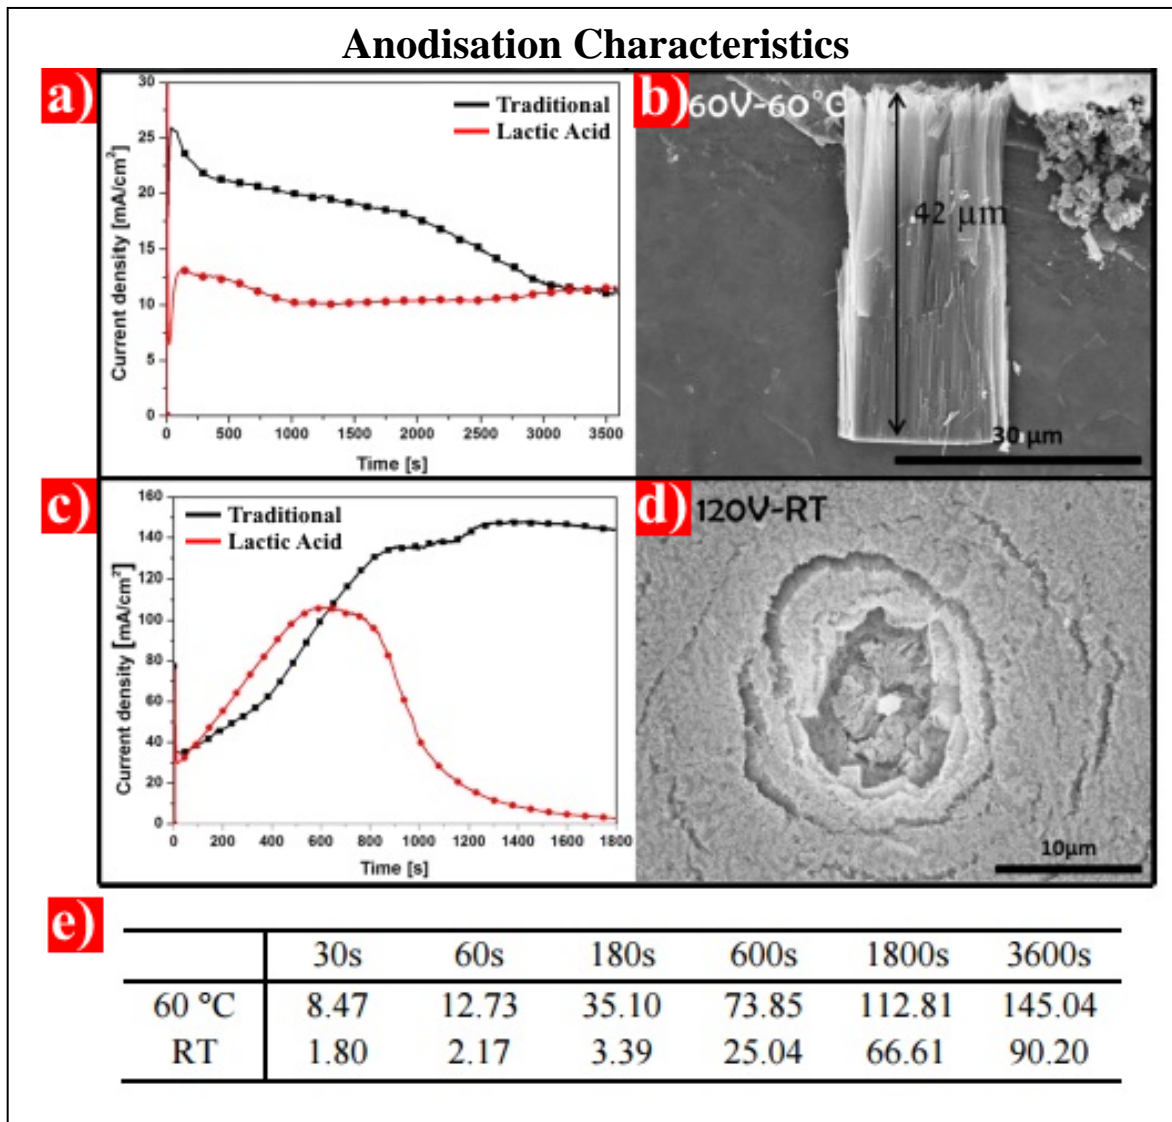 Anodisation Characteristics
a)
30
25
20
15
10
5
0
Current density [mA/cm²]
Traditional
Lactic Acid
0 500 1000 1500 2000 2500 3000 3500
Time [s]
b) 60V-60°C
42 μm
30 μm
c)
160
140
120
100
80
60
40
20
0
Current density [mA/cm²]
Traditional
Lactic Acid
0 200 400 600 800 1000 1200 1400 1600 1800
Time [s]
d) 120V-RT
10μm
e)
30s 60s 180s 600s 1800s 3600s
60 °C 8.47 12.73 35.10 73.85 112.81 145.04
RT 1.80 2.17 3.39 25.04 66.61 90.20